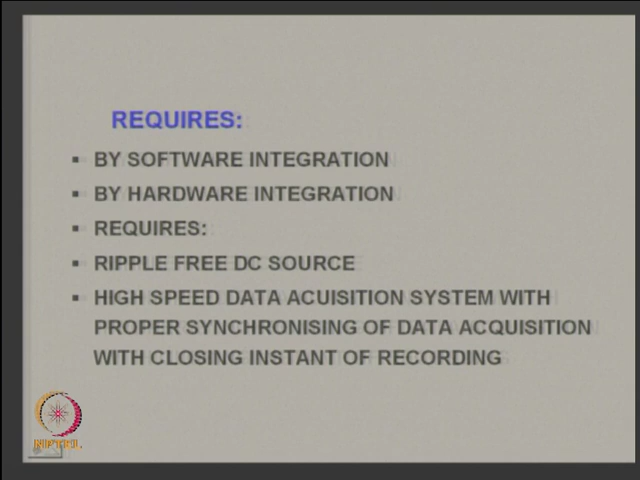 REQUIRES:
▪ BY SOFTWARE INTEGRATION
▪ BY HARDWARE INTEGRATION
▪ REQUIRES:
▪ RIPPLE FREE DC SOURCE
▪ HIGH SPEED DATA ACUISITION SYSTEM WITH
PROPER SYNCHRONISING OF DATA ACQUISITION
WITH CLOSING INSTANT OF RECORDING
NPTEL